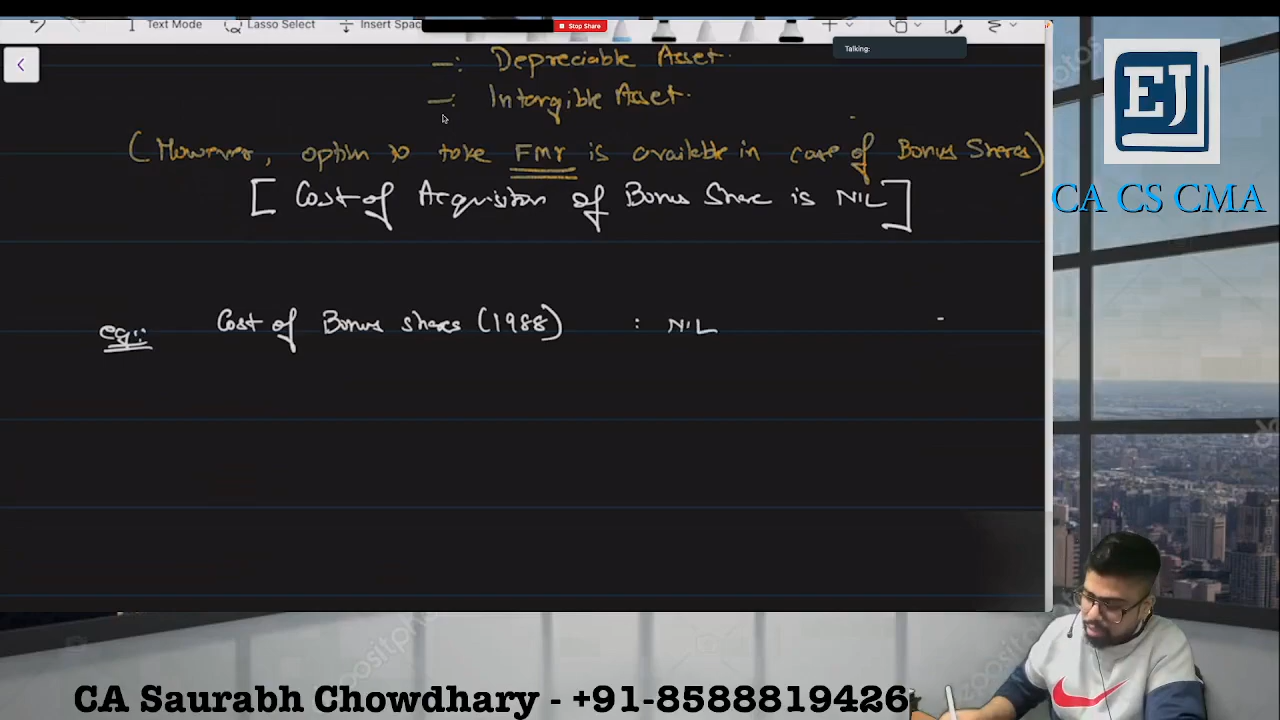 Text Mode Lasso Select Insert Spac
Stop Share
Talking:
—: Depreciable Asset.
—: Intangible Asset.
(However, option to take FMV is available in case of Bonus Shares)
[Cost of Acquisition of Bonus Share is NIL]
eg:: Cost of Bonus shares (1988) : NIL -
EJ
CA CS CMA
CA Saurabh Chowdhary - +91-8588819426